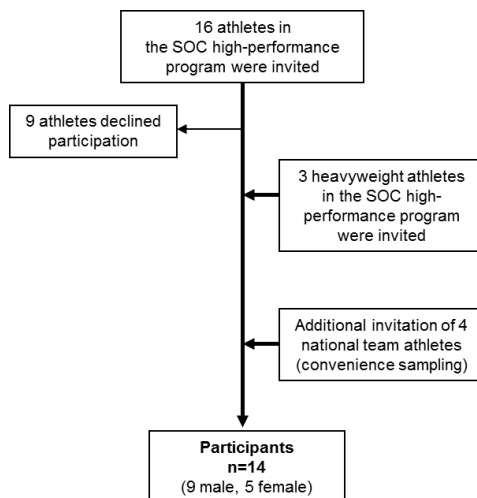 16 athletes in
the SOC high-performance
program were invited
9 athletes declined
participation
3 heavyweight athletes
in the SOC high-
performance program
were invited
Additional invitation of 4
national team athletes
(convenience sampling)
Participants
n=14
(9 male, 5 female)